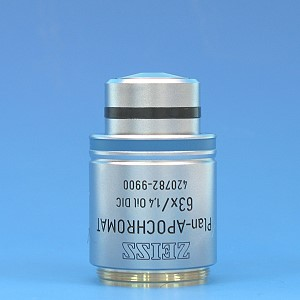 ZEISS
Plan-APOCHROMAT
63x/1.4 Oil DIC
420782-9900